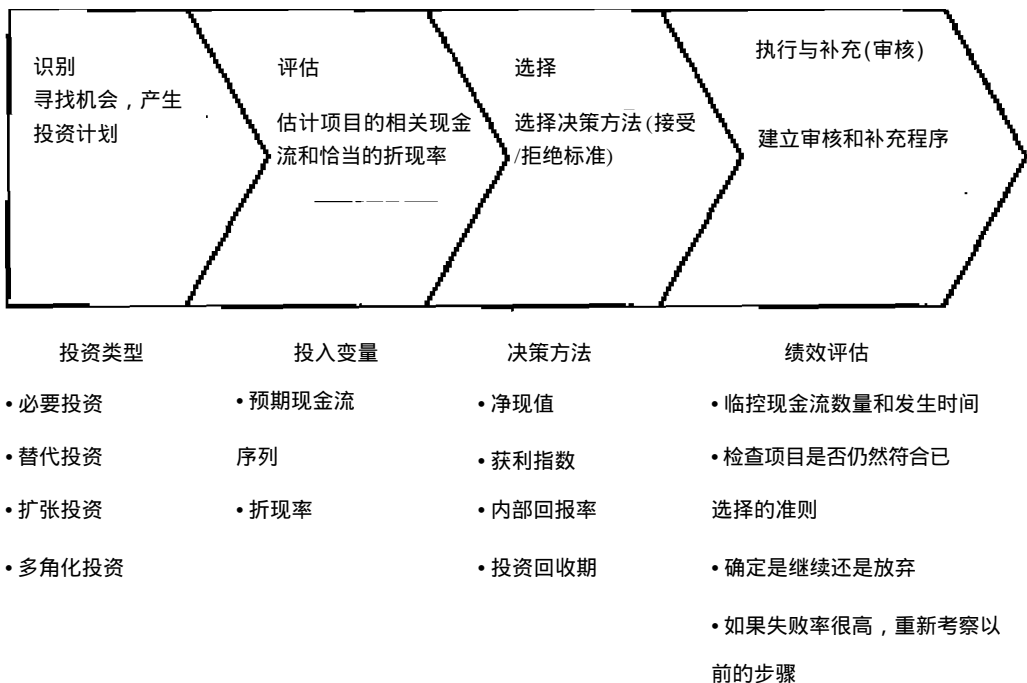 识别
寻找机会，产生
投资计划
评估
估计项目的相关现金
流和恰当的折现率
选择
选择决策方法(接受
/拒绝标准)
执行与补充(审核)
建立审核和补充程序
投资类型
• 必要投资
• 替代投资
• 扩张投资
• 多角化投资
投入变量
• 预期现金流
序列
• 折现率
决策方法
• 净现值
• 获利指数
• 内部回报率
• 投资回收期
绩效评估
• 临控现金流数量和发生时间
• 检查项目是否仍然符合已
选择的准则
• 确定是继续还是放弃
• 如果失败率很高，重新考察以
前的步骤